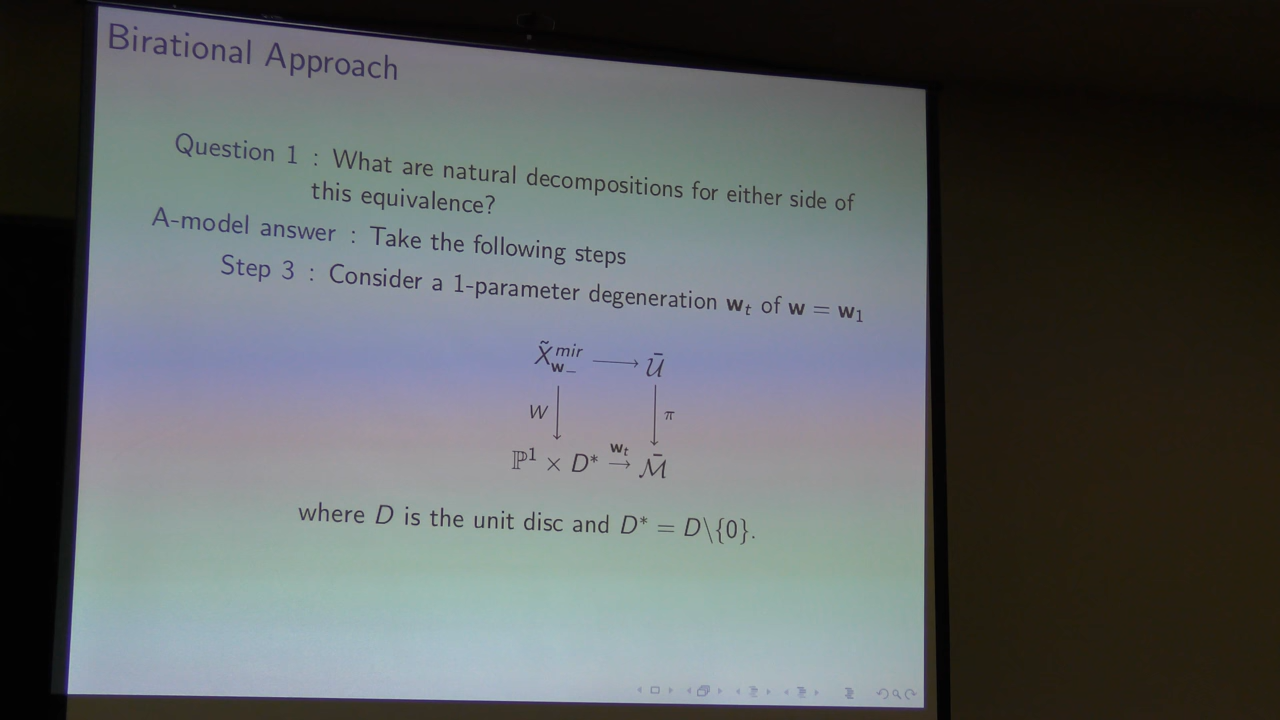 Birational Approach
Question 1 : What are natural decompositions for either side of
this equivalence?
A-model answer : Take the following steps
Step 3 : Consider a 1-parameter degeneration w_t of w = w_1
X̃^{mir}_{w_-} ⟶ 𝒰̄
W π
ℙ^1 × D^* →^{w_t} ℳ̄
where D is the unit disc and D^* = D\{0}.